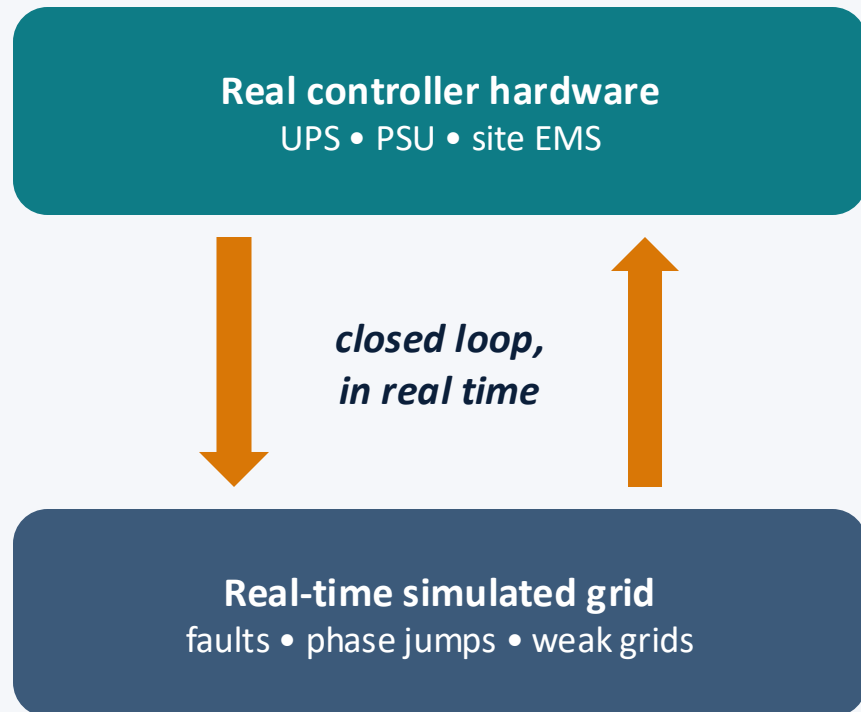 Real controller hardware
UPS • PSU • site EMS
closed loop,
in real time
Real-time simulated grid
faults • phase jumps • weak grids